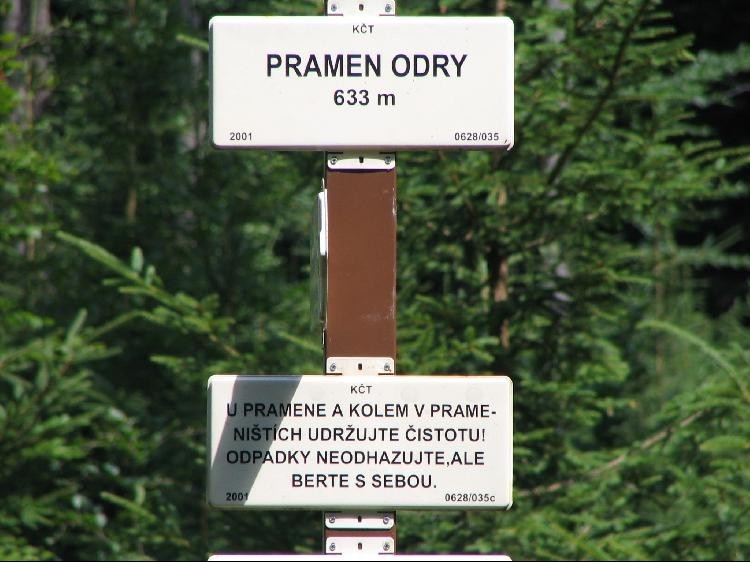 KČT
PRAMEN ODRY
633 m
2001 0628/035
KČT
U PRAMENE A KOLEM V PRAME-
NIŠTÍCH UDRŽUJTE ČISTOTU!
ODPADKY NEODHAZUJTE,ALE
BERTE S SEBOU.
2001 0628/035c